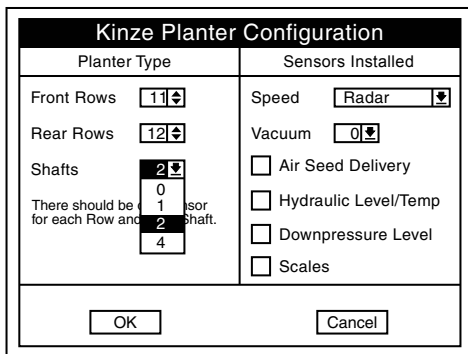 Kinze Planter Configuration
Planter Type
Front Rows 11
Rear Rows 12
Shafts 2
0
1
2
4
There should be sor
for each Row an Shaft.
Sensors Installed
Speed Radar
Vacuum 0
Air Seed Delivery
Hydraulic Level/Temp
Downpressure Level
Scales
OK
Cancel